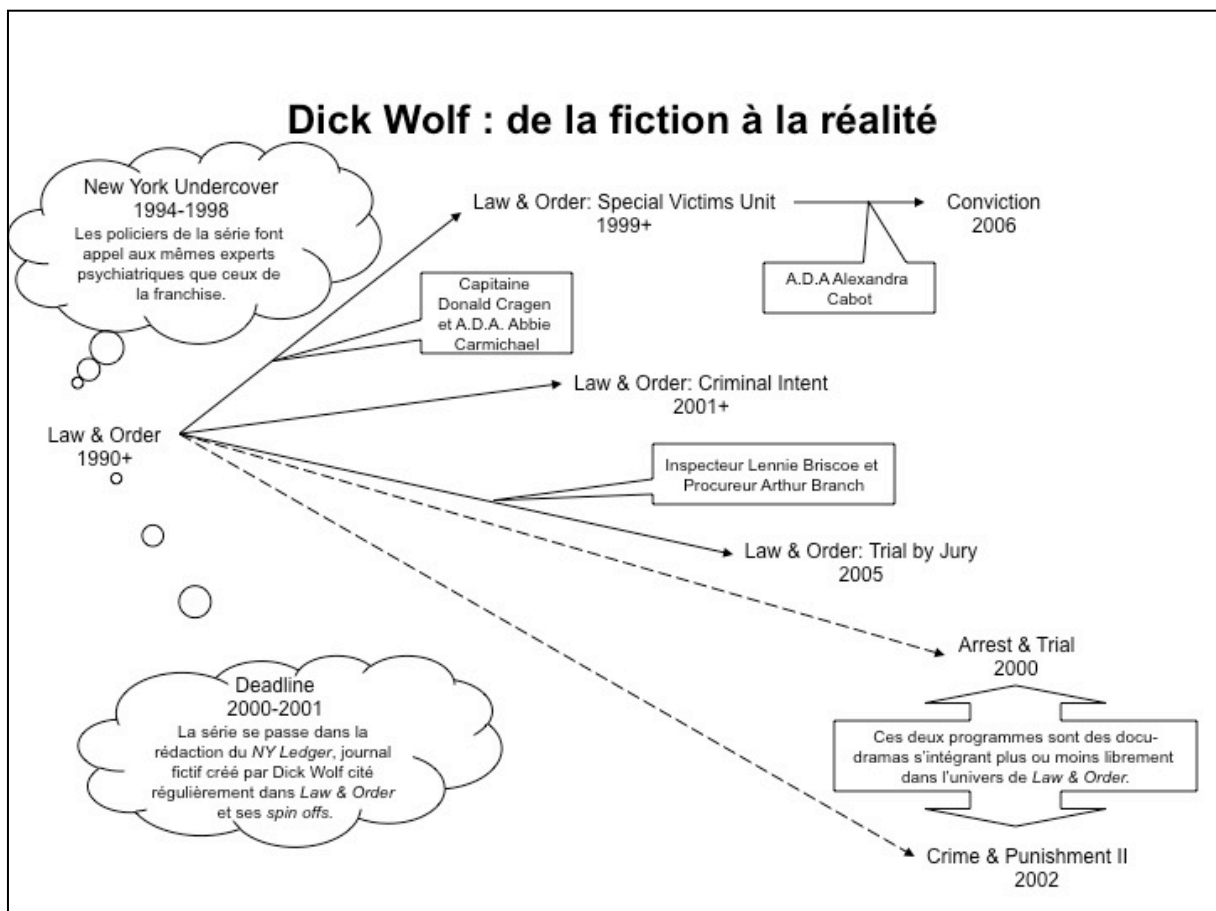 Dick Wolf : de la fiction à la réalité
New York Undercover
1994-1998
Les policiers de la série font
appel aux mêmes experts
psychiatriques que ceux de
la franchise.
Law & Order: Special Victims Unit
1999+
Conviction
2006
A.D.A Alexandra
Cabot
Capitaine
Donald Cragen
et A.D.A. Abbie
Carmichael
Law & Order: Criminal Intent
2001+
Law & Order
1990+
Inspecteur Lennie Briscoe et
Procureur Arthur Branch
Law & Order: Trial by Jury
2005
Arrest & Trial
2000
Deadline
2000-2001
La série se passe dans la
rédaction du NY Ledger, journal
fictif créé par Dick Wolf cité
régulièrement dans Law & Order
et ses spin offs.
Ces deux programmes sont des docu-
dramas s'intégrant plus ou moins librement
dans l'univers de Law & Order.
Crime & Punishment II
2002